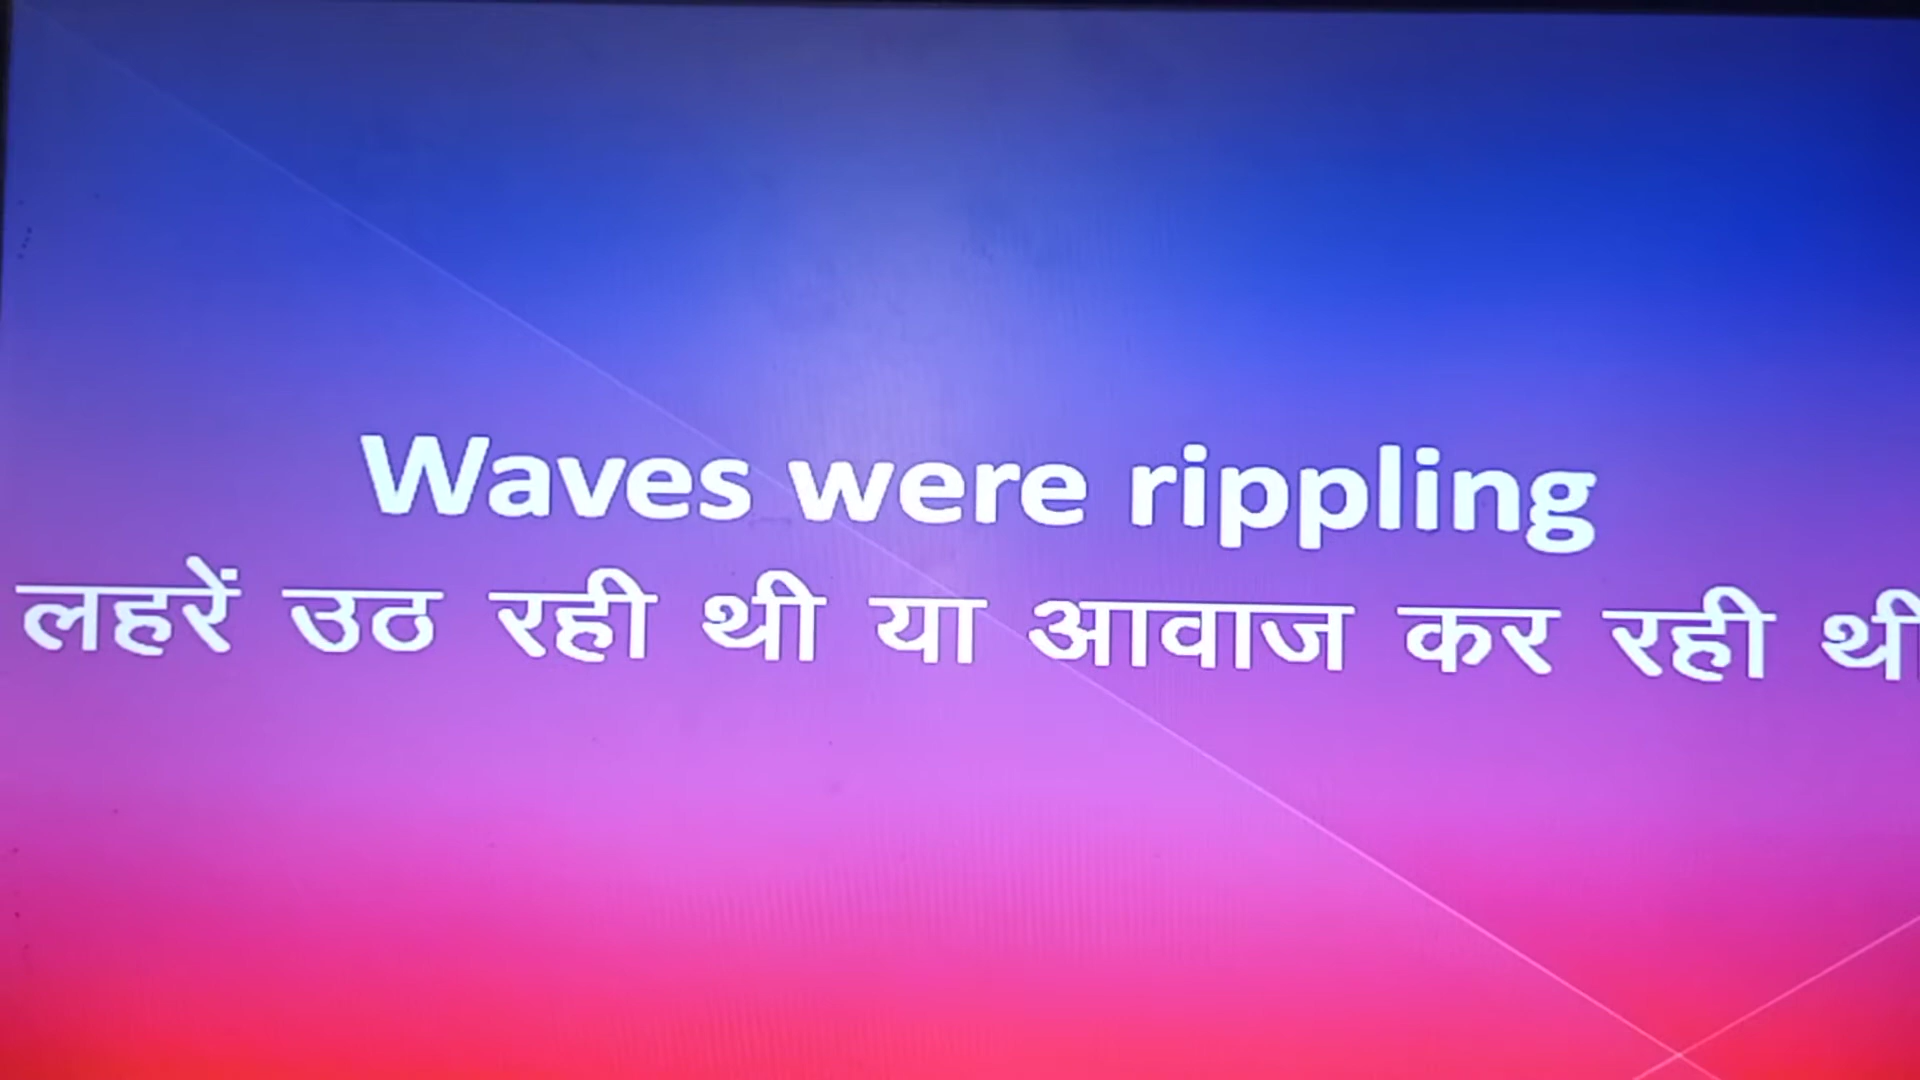 Waves were rippling
लहरें उठ रही थी या आवाज कर रही थी